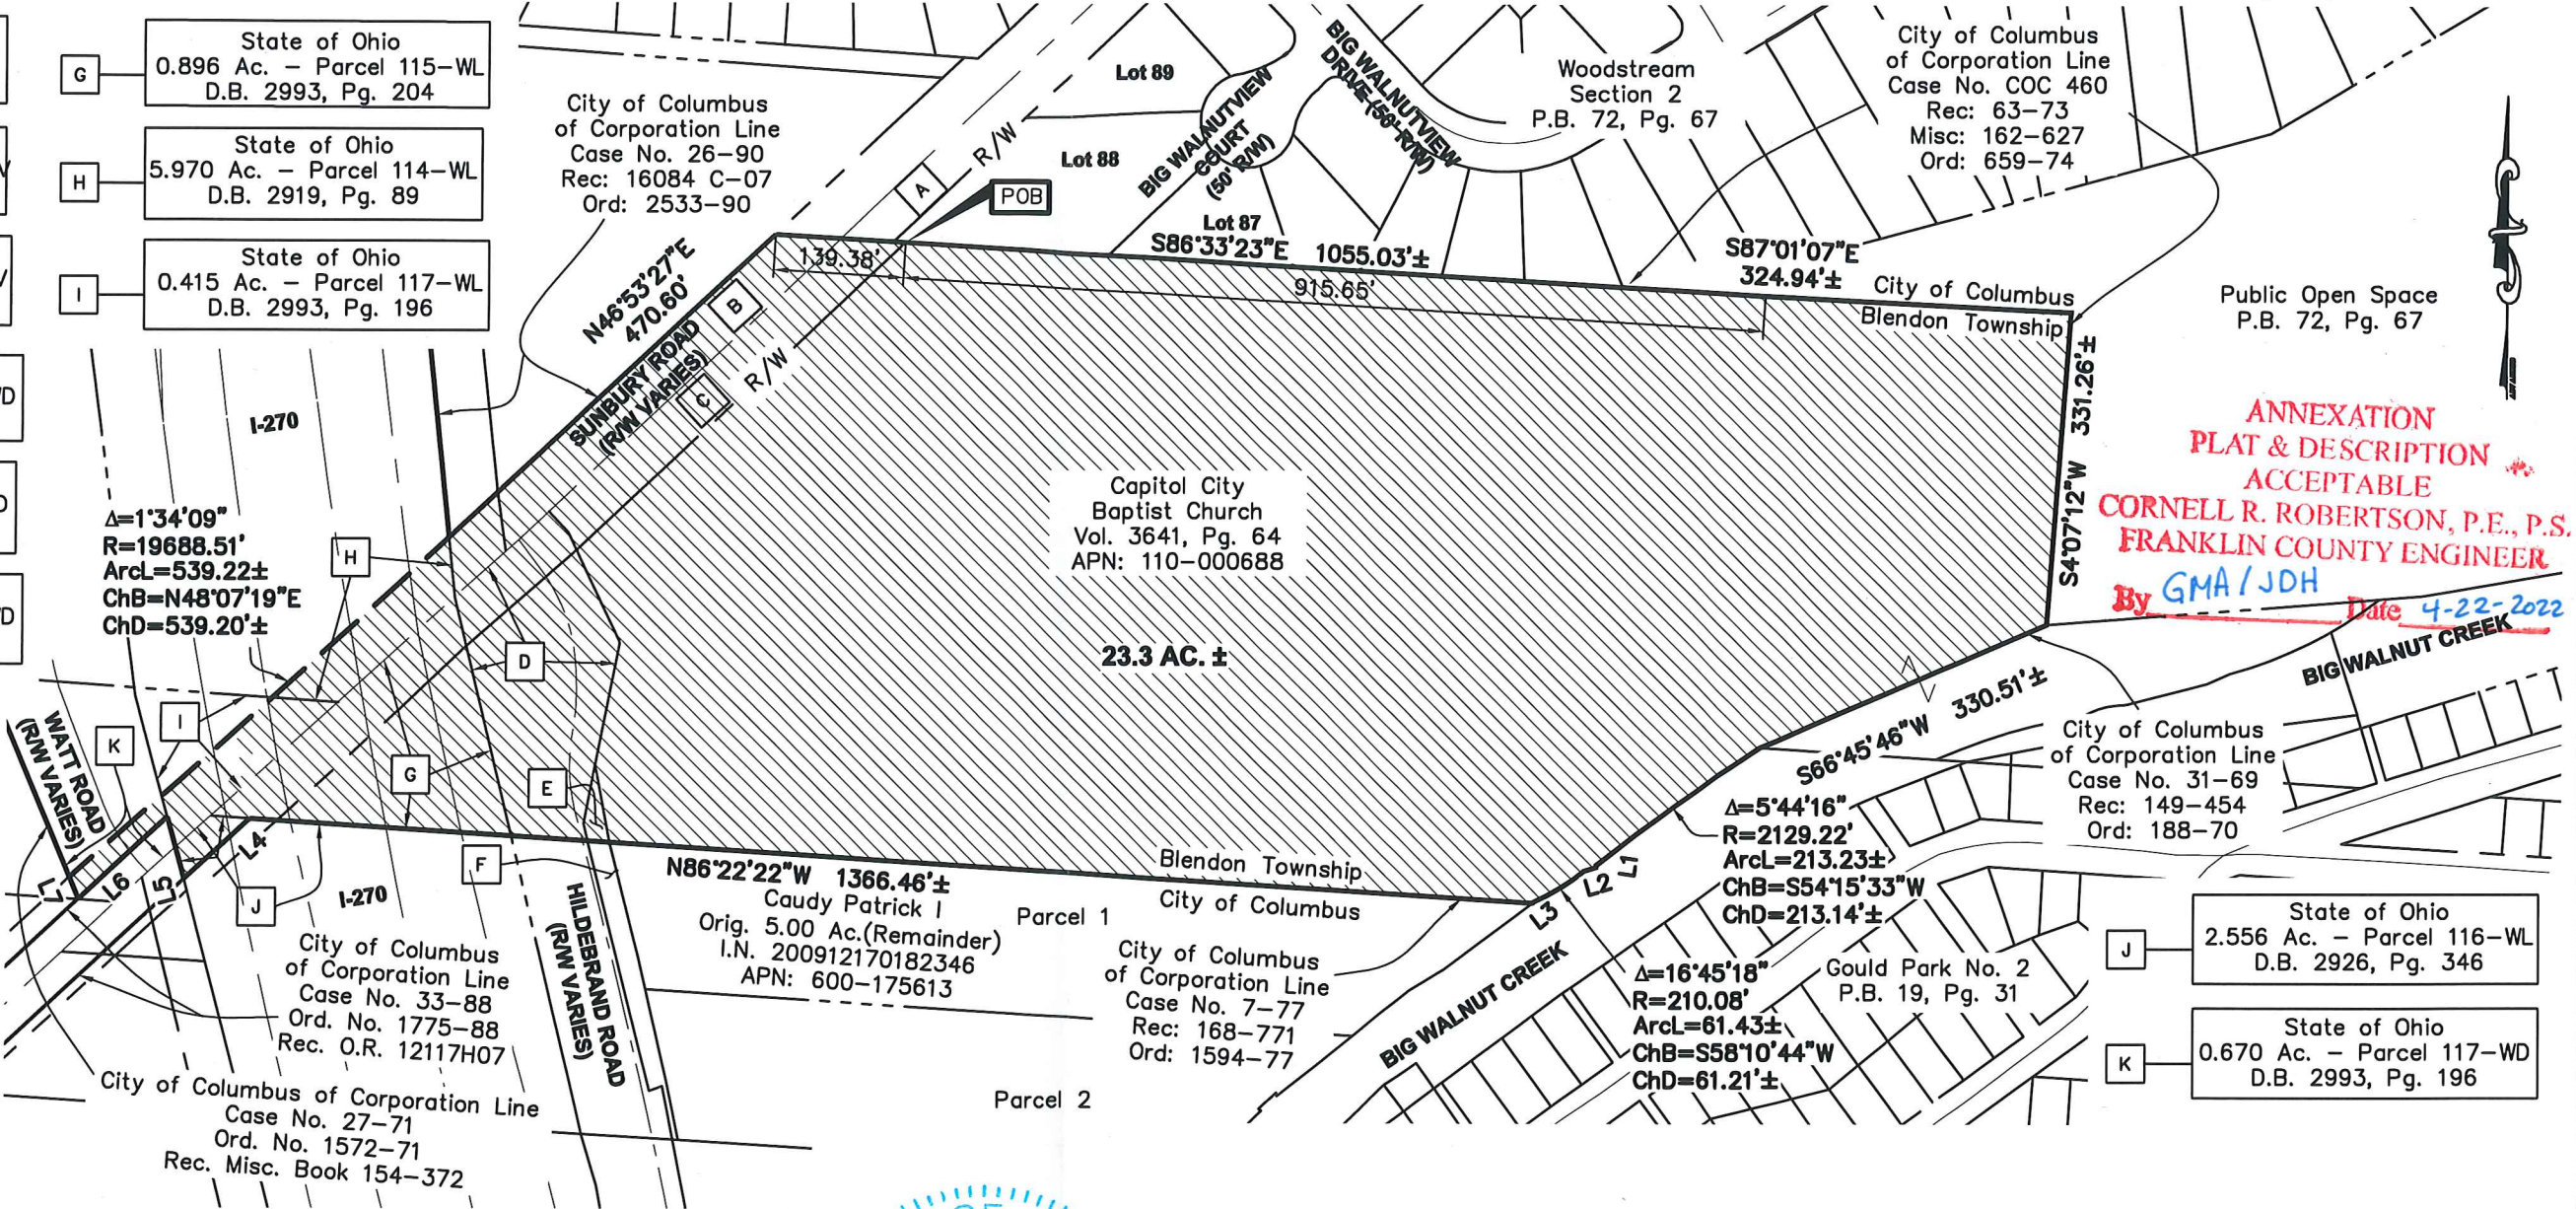 G
State of Ohio
0.896 Ac. – Parcel 115–WL
D.B. 2993, Pg. 204
H
State of Ohio
5.970 Ac. – Parcel 114–WL
D.B. 2919, Pg. 89
I
State of Ohio
0.415 Ac. – Parcel 117–WL
D.B. 2993, Pg. 196
City of Columbus
of Corporation Line
Case No. 26–90
Rec: 16084 C–07
Ord: 2533–90
Lot 89
Lot 88
Lot 87
R/W
A
POB
BIG WALNUTVIEW
COURT
(50' R/W)
BIG WALNUTVIEW
DRIVE (50' R/W)
Woodstream
Section 2
P.B. 72, Pg. 67
City of Columbus
of Corporation Line
Case No. COC 460
Rec: 63–73
Misc: 162–627
Ord: 659–74
S86°33'23"E 1055.03'±
139.38'
915.65'
S87°01'07"E
324.94'±
City of Columbus
Blendon Township
Public Open Space
P.B. 72, Pg. 67
N46°53'27"E
470.60'
SUNBURY ROAD
(R/W VARIES)
B
C
R/W
I-270
S4°07'12"W 331.26'±
ANNEXATION
PLAT & DESCRIPTION
ACCEPTABLE
CORNELL R. ROBERTSON, P.E., P.S.
FRANKLIN COUNTY ENGINEER
By GMA/JDH Date 4-22-2022
Capitol City
Baptist Church
Vol. 3641, Pg. 64
APN: 110–000688
23.3 AC. ±
Δ=1°34'09"
R=19688.51'
ArcL=539.22±
ChB=N48°07'19"E
ChD=539.20'±
H
D
I
K
G
E
WATT ROAD
(R/W VARIES)
BIG WALNUT CREEK
S66°45'46"W 330.51'±
City of Columbus
of Corporation Line
Case No. 31–69
Rec: 149–454
Ord: 188–70
Δ=5°44'16"
R=2129.22'
ArcL=213.23±
ChB=S54°15'33"W
ChD=213.14'±
L1
L2
L3
L4
L5
L6
L7
F
J
I-270
N86°22'22"W 1366.46'±
Blendon Township
City of Columbus
Caudy Patrick I
Orig. 5.00 Ac.(Remainder)
I.N. 200912170182346
APN: 600–175613
Parcel 1
Parcel 2
HILDEBRAND ROAD
(R/W VARIES)
City of Columbus
of Corporation Line
Case No. 33–88
Ord. No. 1775–88
Rec. O.R. 12117H07
City of Columbus of Corporation Line
Case No. 27–71
Ord. No. 1572–71
Rec. Misc. Book 154–372
City of Columbus
of Corporation Line
Case No. 7–77
Rec: 168–771
Ord: 1594–77
BIG WALNUT CREEK
Δ=16°45'18"
R=210.08'
ArcL=61.43±
ChB=S58°10'44"W
ChD=61.21'±
Gould Park No. 2
P.B. 19, Pg. 31
J
State of Ohio
2.556 Ac. – Parcel 116–WL
D.B. 2926, Pg. 346
K
State of Ohio
0.670 Ac. – Parcel 117–WD
D.B. 2993, Pg. 196